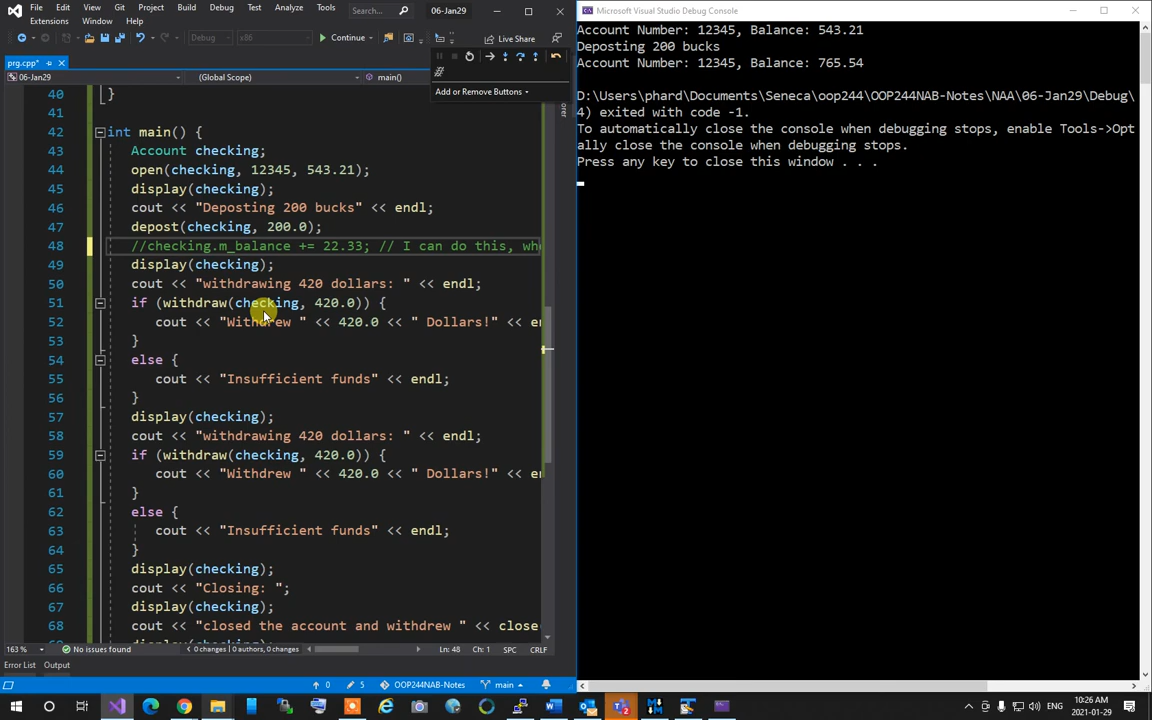 File Edit View Git Project Build Debug Test Analyze Tools Search... 06-Jan29
Extensions Window Help
Debug x86 Continue Live Share
prg.cpp*
06-Jan29 (Global Scope) main()
Add or Remove Buttons
40 }
41
42 int main() {
43 Account checking;
44 open(checking, 12345, 543.21);
45 display(checking);
46 cout << "Deposting 200 bucks" << endl;
47 depost(checking, 200.0);
48 //checking.m_balance += 22.33; // I can do this, wh
49 display(checking);
50 cout << "withdrawing 420 dollars: " << endl;
51 if (withdraw(checking, 420.0)) {
52 cout << "Withdrew " << 420.0 << " Dollars!" << en
53 }
54 else {
55 cout << "Insufficient funds" << endl;
56 }
57 display(checking);
58 cout << "withdrawing 420 dollars: " << endl;
59 if (withdraw(checking, 420.0)) {
60 cout << "Withdrew " << 420.0 << " Dollars!" << en
61 }
62 else {
63 cout << "Insufficient funds" << endl;
64 }
65 display(checking);
66 cout << "Closing: ";
67 display(checking);
68 cout << "closed the account and withdrew " << close
163 % No issues found 0 changes | 0 authors, 0 changes Ln: 48 Ch: 1 SPC CRLF
Error List Output
0 5 OOP244NAB-Notes main
Microsoft Visual Studio Debug Console
Account Number: 12345, Balance: 543.21
Deposting 200 bucks
Account Number: 12345, Balance: 765.54
D:\Users\phard\Documents\Seneca\oop244\OOP244NAB-Notes\NAA\06-Jan29\Debug\
4) exited with code -1.
To automatically close the console when debugging stops, enable Tools->Opt
ally close the console when debugging stops.
Press any key to close this window . . .
ENG 10:26 AM
2021-01-29